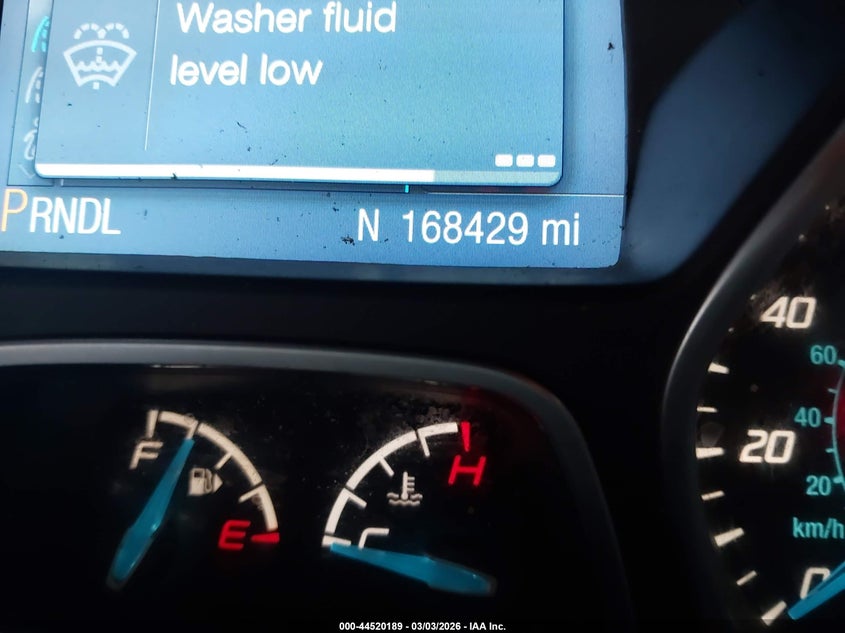 Washer fluid
level low
PRNDL
N 168429 mi
F
E
H
C
40
20
0
60
40
20
km/h
000-44520189 - 03/03/2026 - IAA Inc.